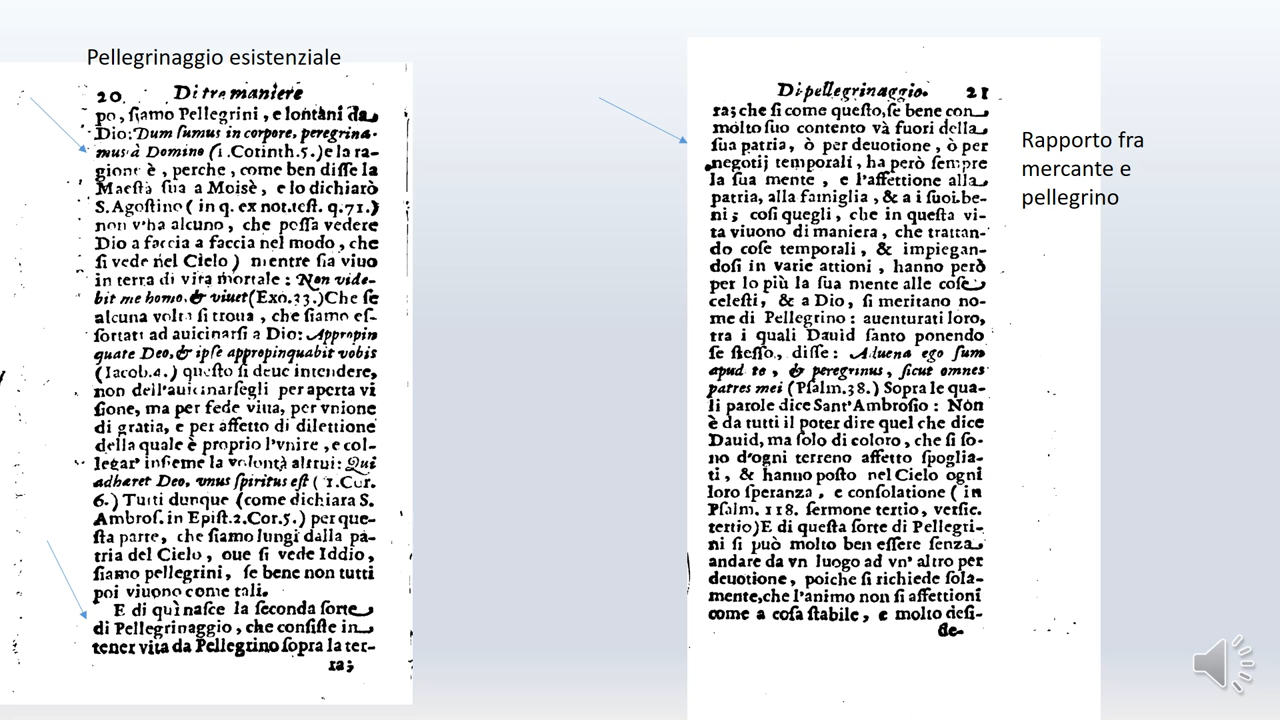 Pellegrinaggio esistenziale
20 Di tre maniere
po, ſiamo Pellegrini, e lontani da
Dio: Dum ſumus in corpore, peregrina-
mus à Domino (1.Corinth.5.) e la ra-
gione è, perche, come ben diſſe la
Maeſtà ſua a Moisè, e lo dichiarò
S. Agoſtino ( in q. ex not.teſt. q.71.)
non v'ha alcuno, che poſſa vedere
Dio a faccia a faccia nel modo, che
ſi vede nel Cielo) mentre ſia viuo
in terra di vita mortale: Non vide-
bit me homo, & viuet (Exo.33.) Che ſe
alcuna volta ſi troua, che ſiamo eſ-
ſortati ad auicinarſi a Dio: Appropin
quate Deo, & ipſe appropinquabit vobis
(Iacob.4.) queſto ſi deue intendere,
non dell'auicinarſegli per aperta vi
ſione, ma per fede viua, per vnione
di gratia, e per affetto di dilettione
della quale è proprio l'vnire, e col-
legar' inſieme la volontà altrui: Qui
adhæret Deo, vnus ſpiritus eſt ( 1.Cor.
6.) Tutti dunque (come dichiara S.
Ambroſ. in Epiſt.2.Cor.5.) per que-
ſta parte, che ſiamo lungi dalla pa-
tria del Cielo, oue ſi vede Iddio,
ſiamo pellegrini, ſe bene non tutti
poi viuono come tali.
E di quì naſce la ſeconda ſorte
di Pellegrinaggio, che conſiſte in
tener vita da Pellegrino ſopra la ter-
ra;
Di pellegrinaggio. 21
ra; che ſi come queſto, ſe bene con
molto ſuo contento và fuori della
ſua patria, ò per deuotione, ò per
negotij temporali, ha però ſempre
la ſua mente, e l'affettione alla
patria, alla famiglia, & a i ſuoi be-
ni; coſi quegli, che in queſta vi-
ta viuono di maniera, che trattan-
do coſe temporali, & impiegan-
doſi in varie attioni, hanno però
per lo più la ſua mente alle coſe
celeſti, & a Dio, ſi meritano no-
me di Pellegrino: auenturati loro,
tra i quali Dauid ſanto ponendo
ſe ſteſſo, diſſe: Aduena ego ſum
apud te, & peregrinus, ſicut omnes
patres mei (Pſalm.38.) Sopra le qua-
li parole dice Sant'Ambroſio: Non
è da tutti il poter dire quel che dice
Dauid, ma ſolo di coloro, che ſi ſo-
no d'ogni terreno affetto ſpoglia-
ti, & hanno poſto nel Cielo ogni
loro ſperanza, e conſolatione ( in
Pſalm. 118. ſermone tertio, verſic.
tertio) E di queſta ſorte di Pellegri-
ni ſi può molto ben eſſere ſenza
andare da vn luogo ad vn' altro per
deuotione, poiche ſi richiede ſola-
mente, che l'animo non ſi affettioni
come a coſa ſtabile, e molto deſi-
de-
Rapporto fra
mercante e
pellegrino